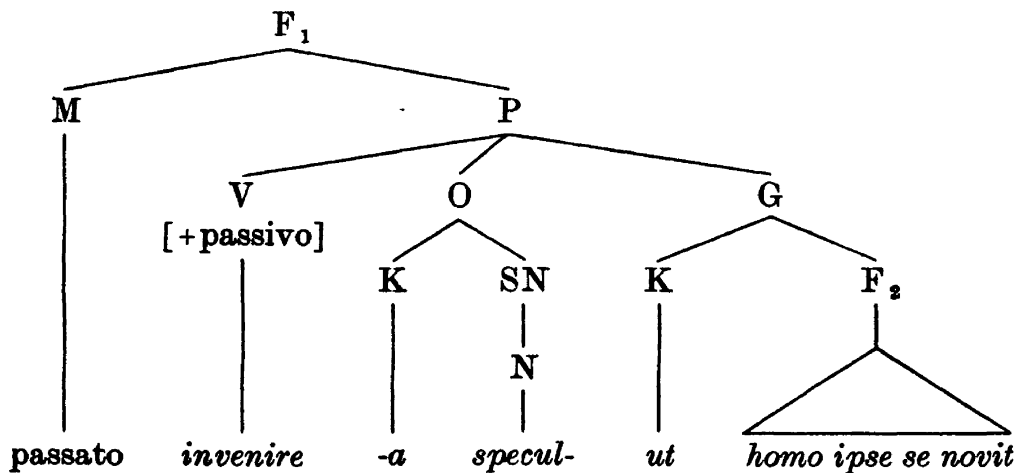 F₁
M P
V O G
[+passivo]
K SN K F₂
N
passato invenire -a specul- ut homo ipse se novit